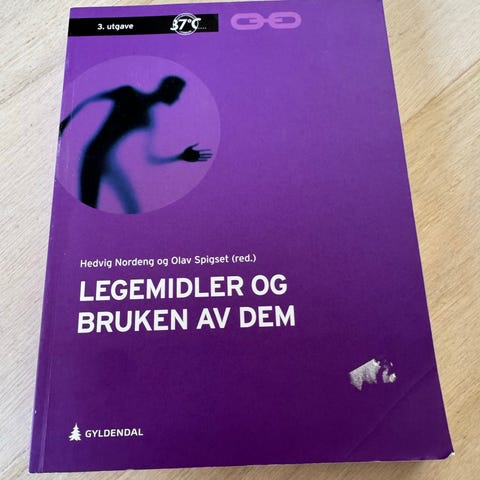 3. utgave
37°C....
Hedvig Nordeng og Olav Spigset (red.)
LEGEMIDLER OG
BRUKEN AV DEM
GYLDENDAL